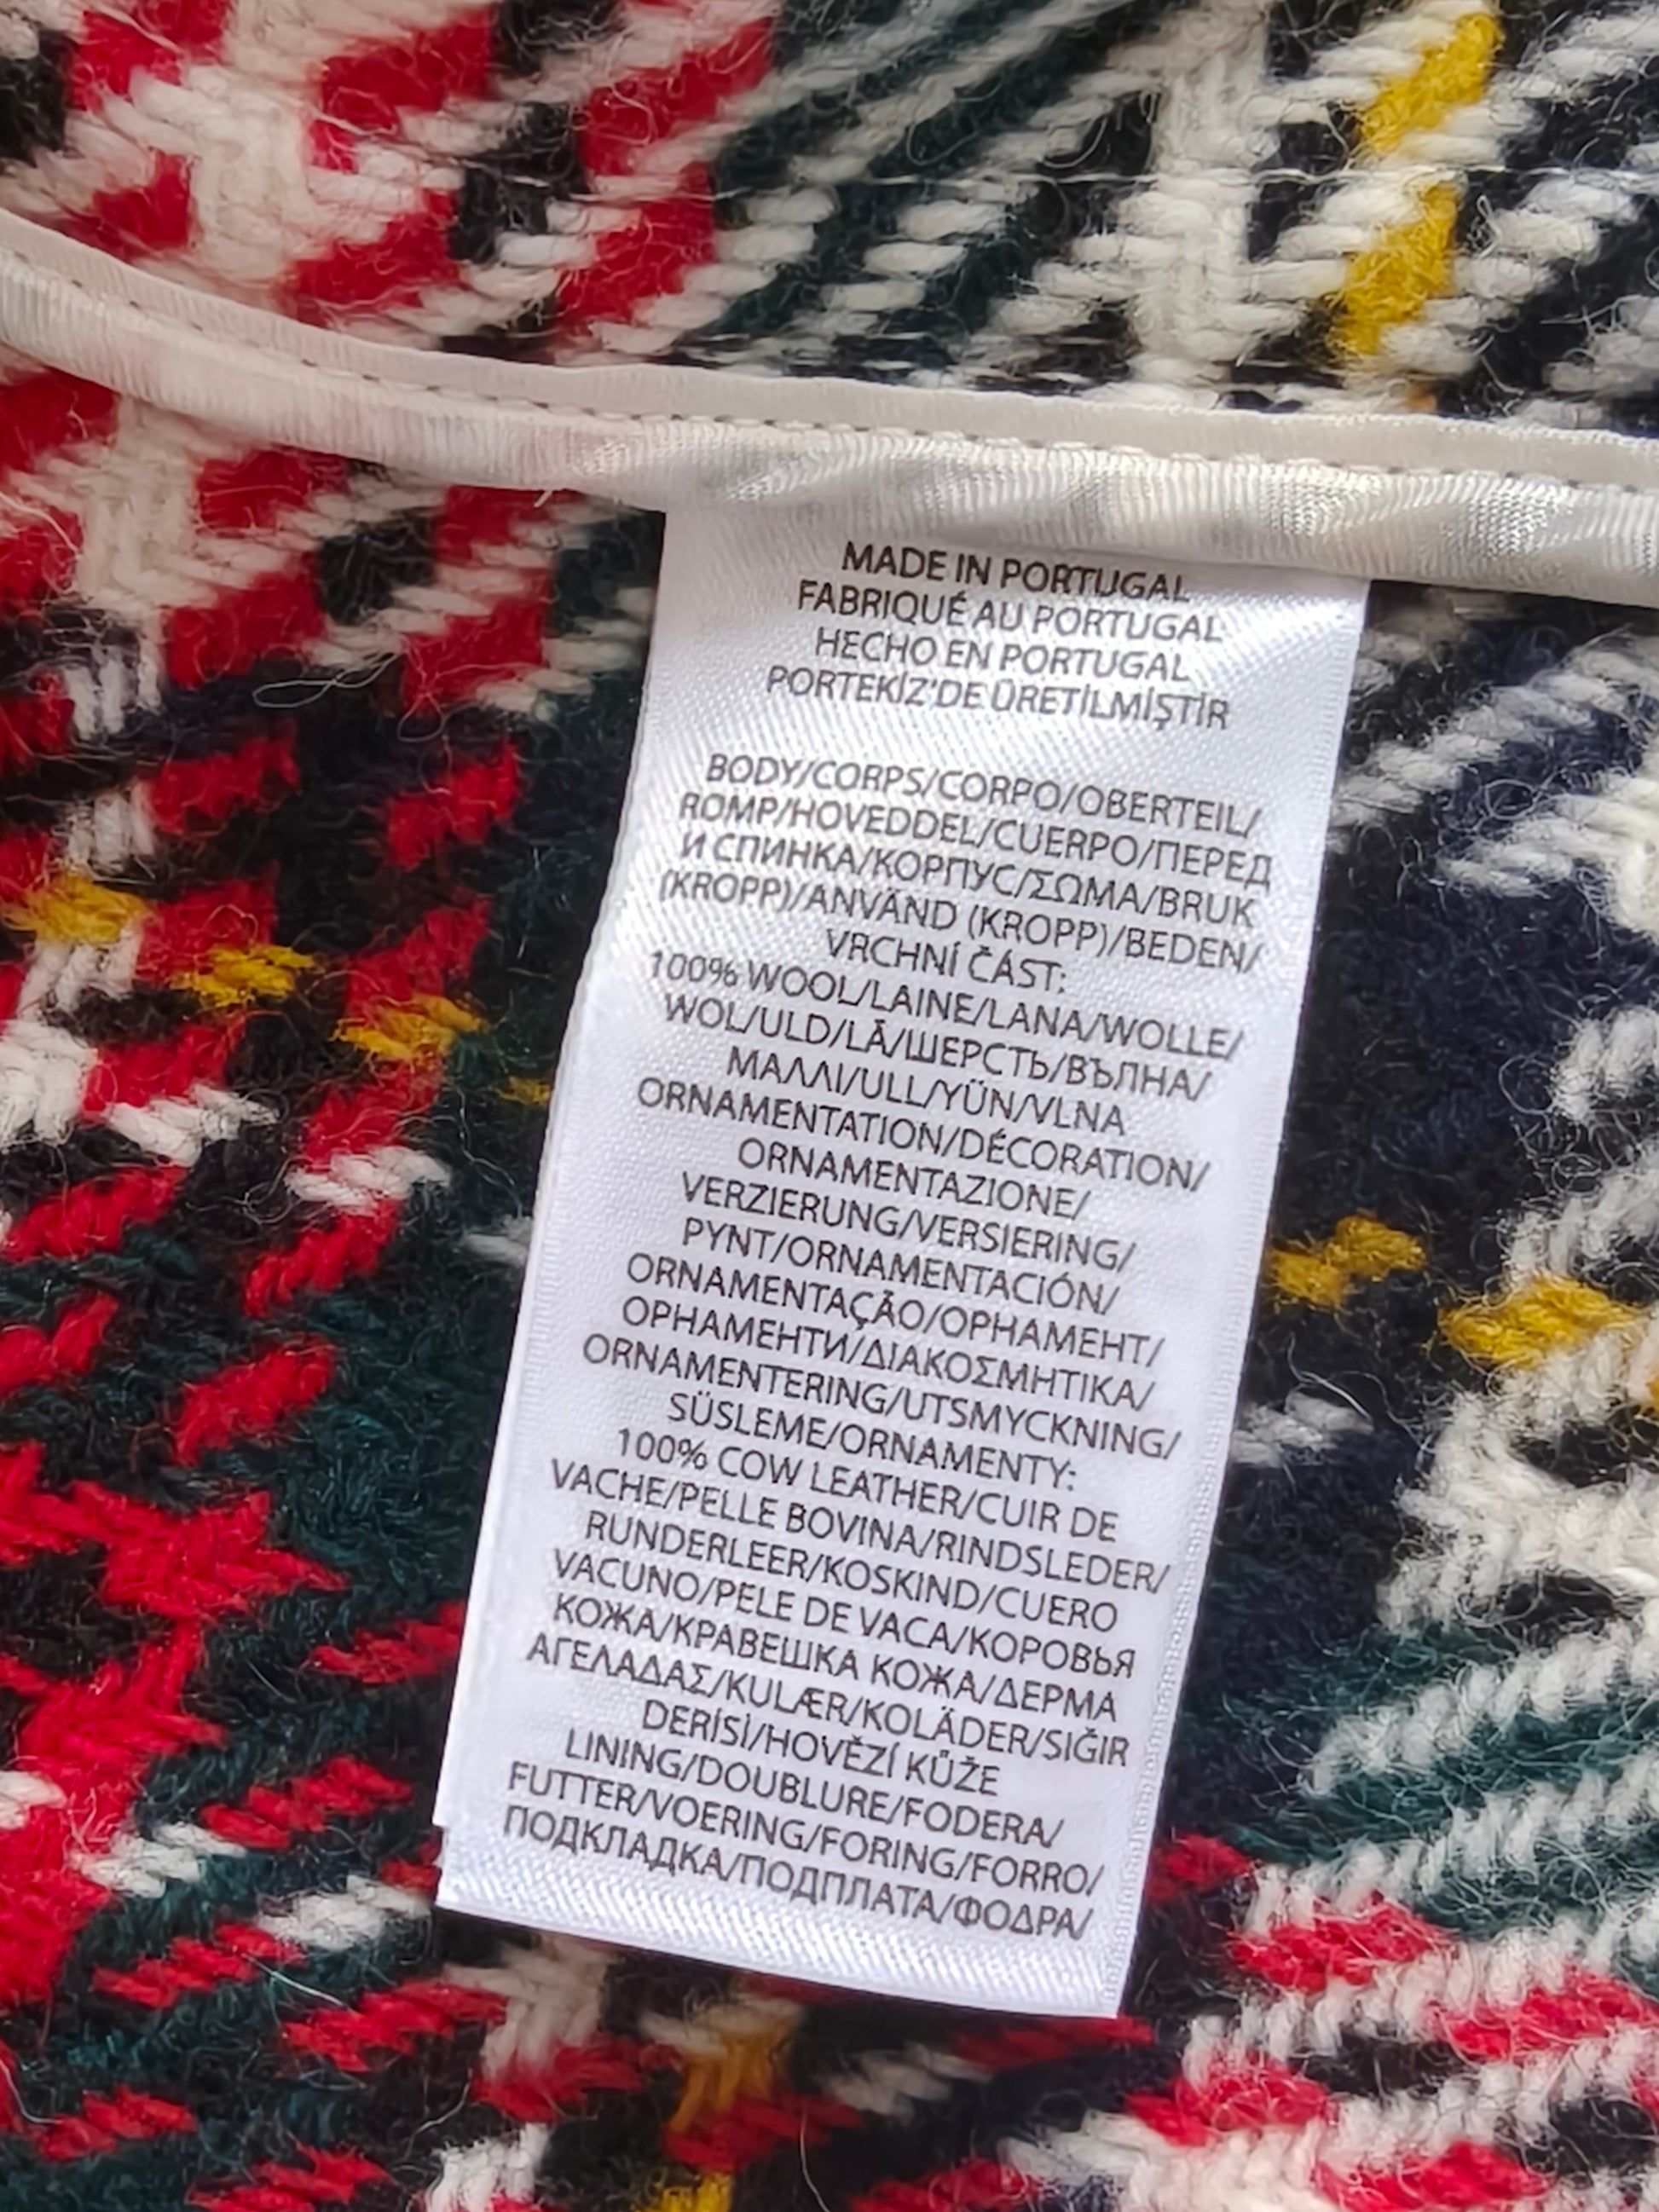 MADE IN PORTUGAL
FABRIQUÉ AU PORTUGAL
HECHO EN PORTUGAL
PORTEKİZ'DE ÜRETİLMİŞTİR
BODY/CORPS/CORPO/OBERTEIL/
ROMP/HOVEDDEL/CUERPO/ПЕРЕД
И СПИНКА/КОРПУС/ΣΩΜΑ/BRUK
(KROPP)/ANVÄND (KROPP)/BEDEN/
VRCHNÍ ČÁST:
100% WOOL/LAINE/LANA/WOLLE/
WOL/ULD/LÃ/ШЕРСТЬ/ВЪЛНА/
ΜΑΛΛΙ/ULL/YÜN/VLNA
ORNAMENTATION/DÉCORATION/
ORNAMENTAZIONE/
VERZIERUNG/VERSIERING/
PYNT/ORNAMENTACIÓN/
ORNAMENTAÇÃO/ОРНАМЕНТ/
ОРНАМЕНТИ/ΔΙΑΚΟΣΜΗΤΙΚΑ/
ORNAMENTERING/UTSMYCKNING/
SÜSLEME/ORNAMENTY:
100% COW LEATHER/CUIR DE
VACHE/PELLE BOVINA/RINDSLEDER/
RUNDERLEER/KOSKIND/CUERO
VACUNO/PELE DE VACA/КОРОВЬЯ
КОЖА/КРАВЕШКА КОЖА/ΔΕΡΜΑ
ΑΓΕΛΑΔΑΣ/KULÆR/KOLÄDER/SIĞIR
DERİSİ/HOVĚZÍ KŮŽE
LINING/DOUBLURE/FODERA/
FUTTER/VOERING/FORING/FORRO/
ПОДКЛАДКА/ПОДПЛАТА/ΦΟΔΡΑ/